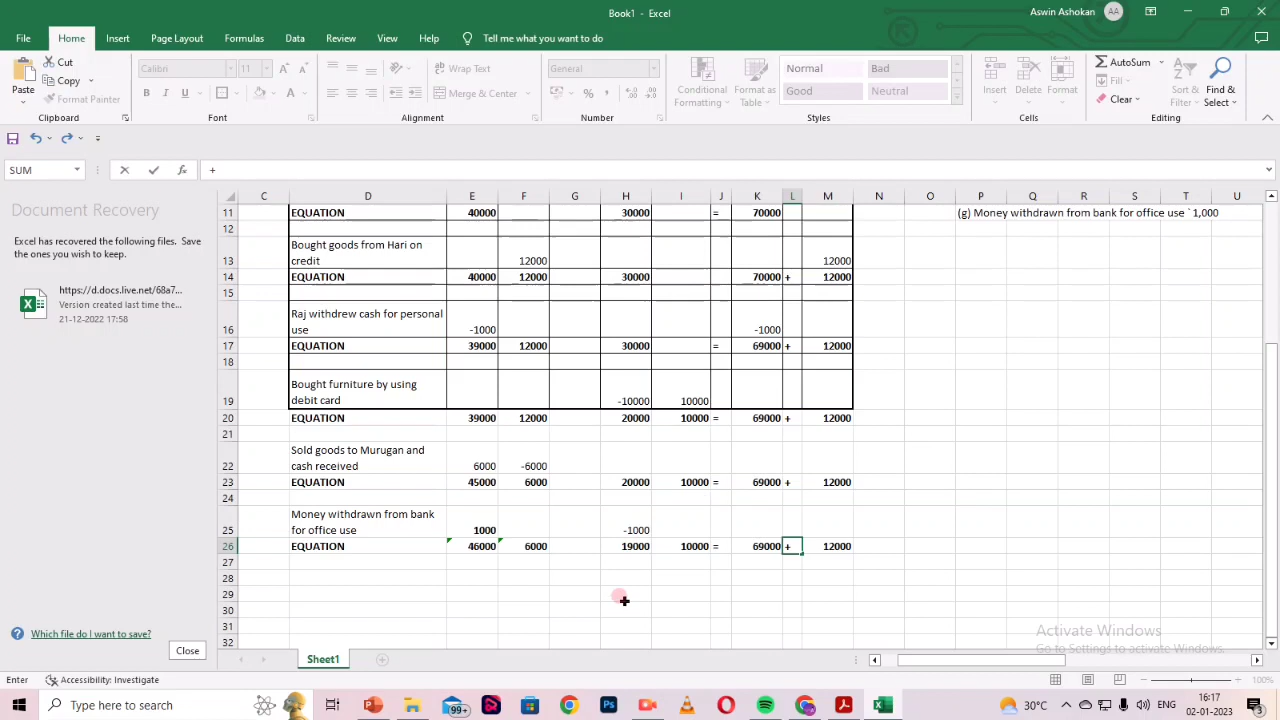 Book1 - Excel
Aswin Ashokan AA
File Home Insert Page Layout Formulas Data Review View Help Tell me what you want to do
Paste Cut
Copy
Format Painter
Calibri 11
B I U
Wrap Text
Merge & Center
General
% ,
Conditional Formatting
Format as Table
Normal Bad
Good Neutral
Insert Delete Format
AutoSum
Fill
Clear
Sort & Filter
Find & Select
Clipboard Font Alignment Number Styles Cells Editing
SUM fx +
Document Recovery
Excel has recovered the following files. Save
the ones you wish to keep.
https://d.docs.live.net/68a7...
Version created last time the...
21-12-2022 17:58
Which file do I want to save?
Close
C D E F G H I J K L M N O P Q R S T U
11 EQUATION 40000 30000 = 70000 (g) Money withdrawn from bank for office use ` 1,000
12
Bought goods from Hari on
13 credit 12000 12000
14 EQUATION 40000 12000 30000 70000 + 12000
15
Raj withdrew cash for personal
16 use -1000 -1000
17 EQUATION 39000 12000 30000 = 69000 + 12000
18
Bought furniture by using
19 debit card -10000 10000
20 EQUATION 39000 12000 20000 10000 = 69000 + 12000
21
Sold goods to Murugan and
22 cash received 6000 -6000
23 EQUATION 45000 6000 20000 10000 = 69000 + 12000
24
Money withdrawn from bank
25 for office use 1000 -1000
26 EQUATION 46000 6000 19000 10000 = 69000 + 12000
27
28
29
30
31
32
Activate Windows
Go to Settings to activate Windows.
Sheet1
Enter Accessibility: Investigate 100%
Type here to search
99+
Ps
30°C
ENG
16:17
02-01-2023
3